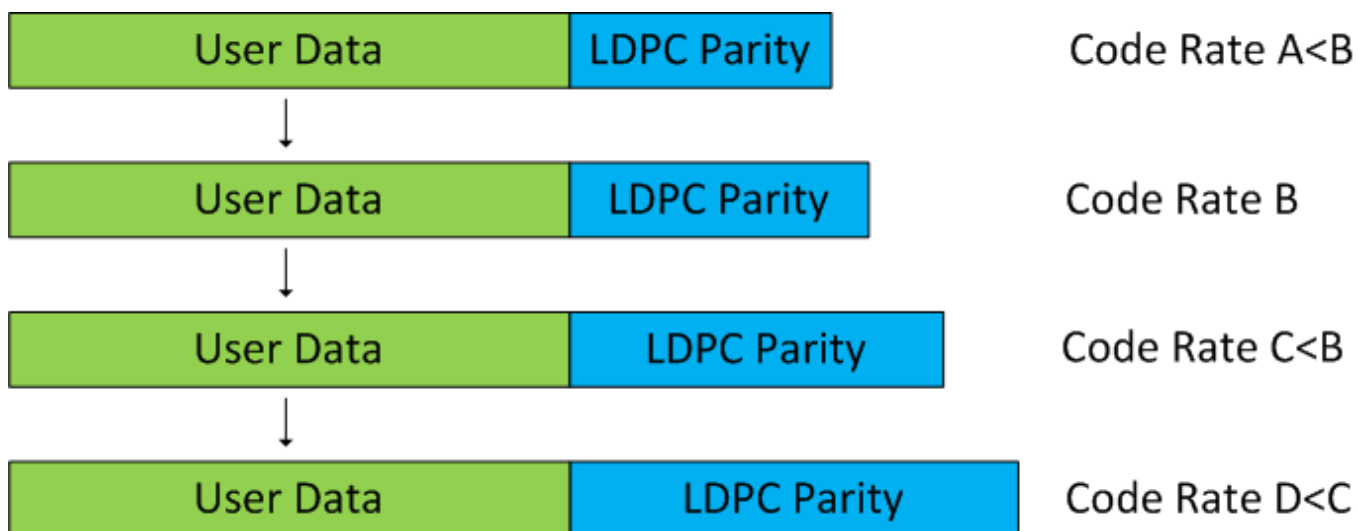 User Data LDPC Parity Code Rate A<B
User Data LDPC Parity Code Rate B
User Data LDPC Parity Code Rate C<B
User Data LDPC Parity Code Rate D<C